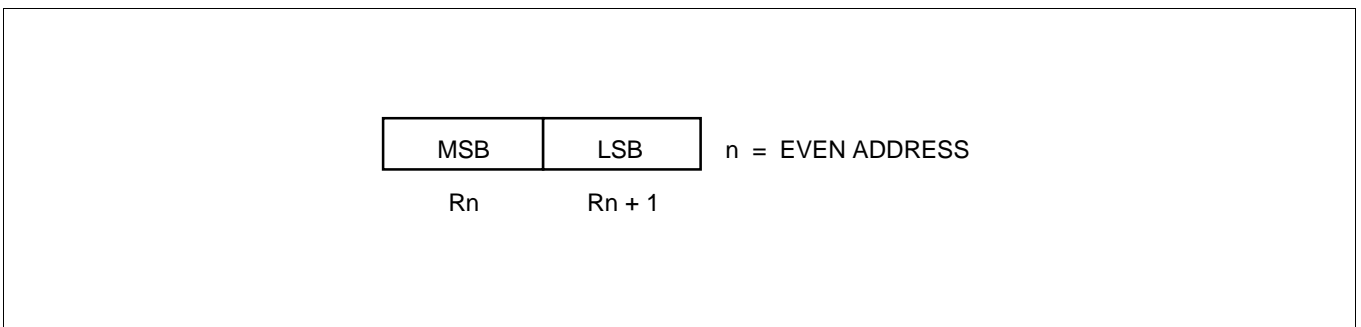 MSB LSB n = EVEN ADDRESS
Rn Rn + 1